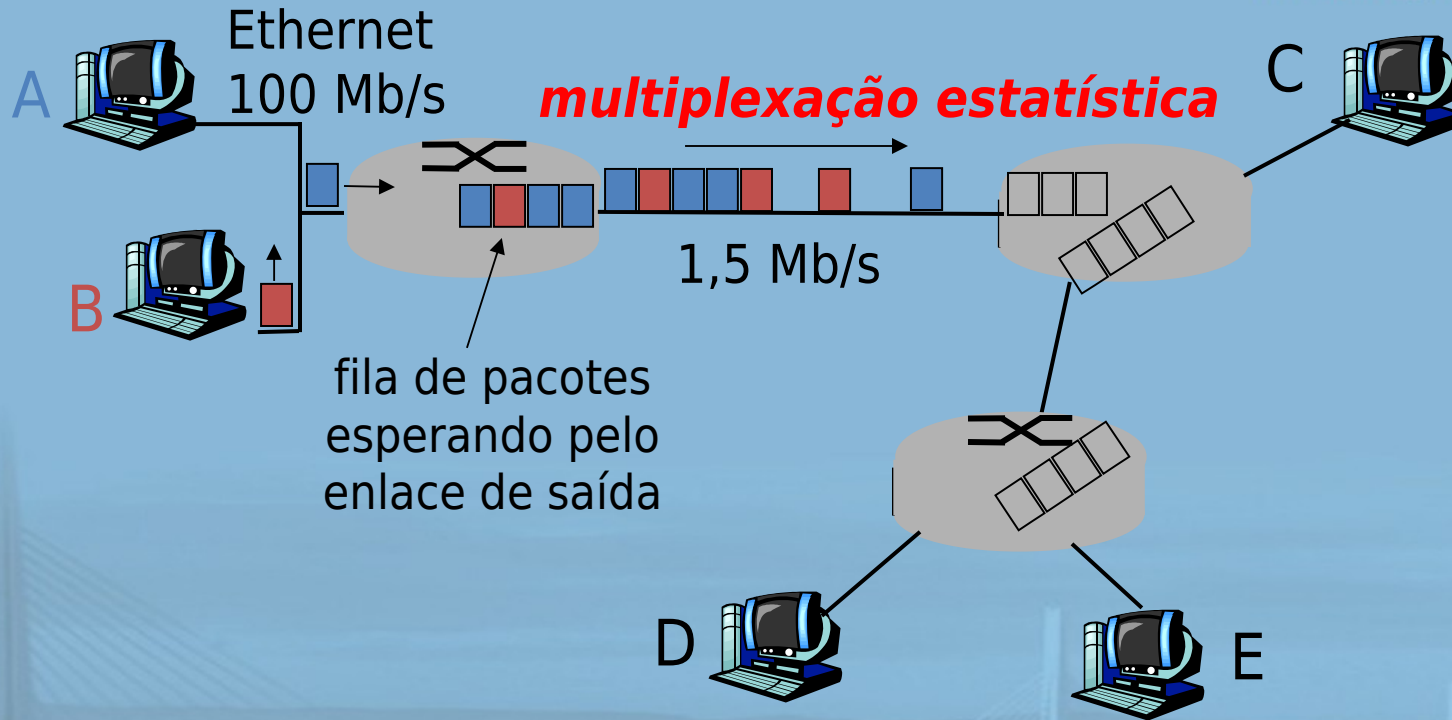 Ethernet
100 Mb/s
A
multiplexação estatística
C
B
1,5 Mb/s
fila de pacotes
esperando pelo
enlace de saída
D
E